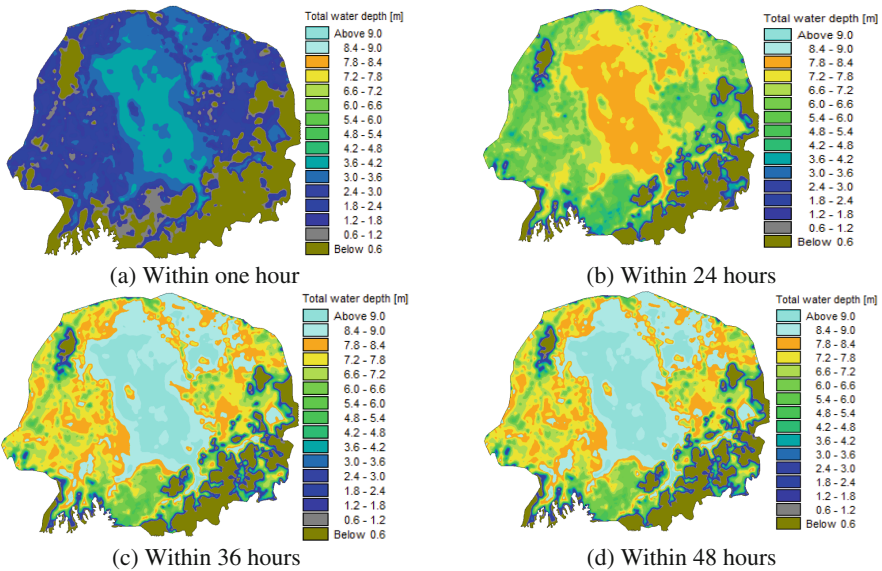 Total water depth [m]
Above 9.0
8.4 - 9.0
7.8 - 8.4
7.2 - 7.8
6.6 - 7.2
6.0 - 6.6
5.4 - 6.0
4.8 - 5.4
4.2 - 4.8
3.6 - 4.2
3.0 - 3.6
2.4 - 3.0
1.8 - 2.4
1.2 - 1.8
0.6 - 1.2
Below 0.6
(a) Within one hour
Total water depth [m]
Above 9.0
8.4 - 9.0
7.8 - 8.4
7.2 - 7.8
6.6 - 7.2
6.0 - 6.6
5.4 - 6.0
4.8 - 5.4
4.2 - 4.8
3.6 - 4.2
3.0 - 3.6
2.4 - 3.0
1.8 - 2.4
1.2 - 1.8
0.6 - 1.2
Below 0.6
(b) Within 24 hours
Total water depth [m]
Above 9.0
8.4 - 9.0
7.8 - 8.4
7.2 - 7.8
6.6 - 7.2
6.0 - 6.6
5.4 - 6.0
4.8 - 5.4
4.2 - 4.8
3.6 - 4.2
3.0 - 3.6
2.4 - 3.0
1.8 - 2.4
1.2 - 1.8
0.6 - 1.2
Below 0.6
(c) Within 36 hours
Total water depth [m]
Above 9.0
8.4 - 9.0
7.8 - 8.4
7.2 - 7.8
6.6 - 7.2
6.0 - 6.6
5.4 - 6.0
4.8 - 5.4
4.2 - 4.8
3.6 - 4.2
3.0 - 3.6
2.4 - 3.0
1.8 - 2.4
1.2 - 1.8
0.6 - 1.2
Below 0.6
(d) Within 48 hours